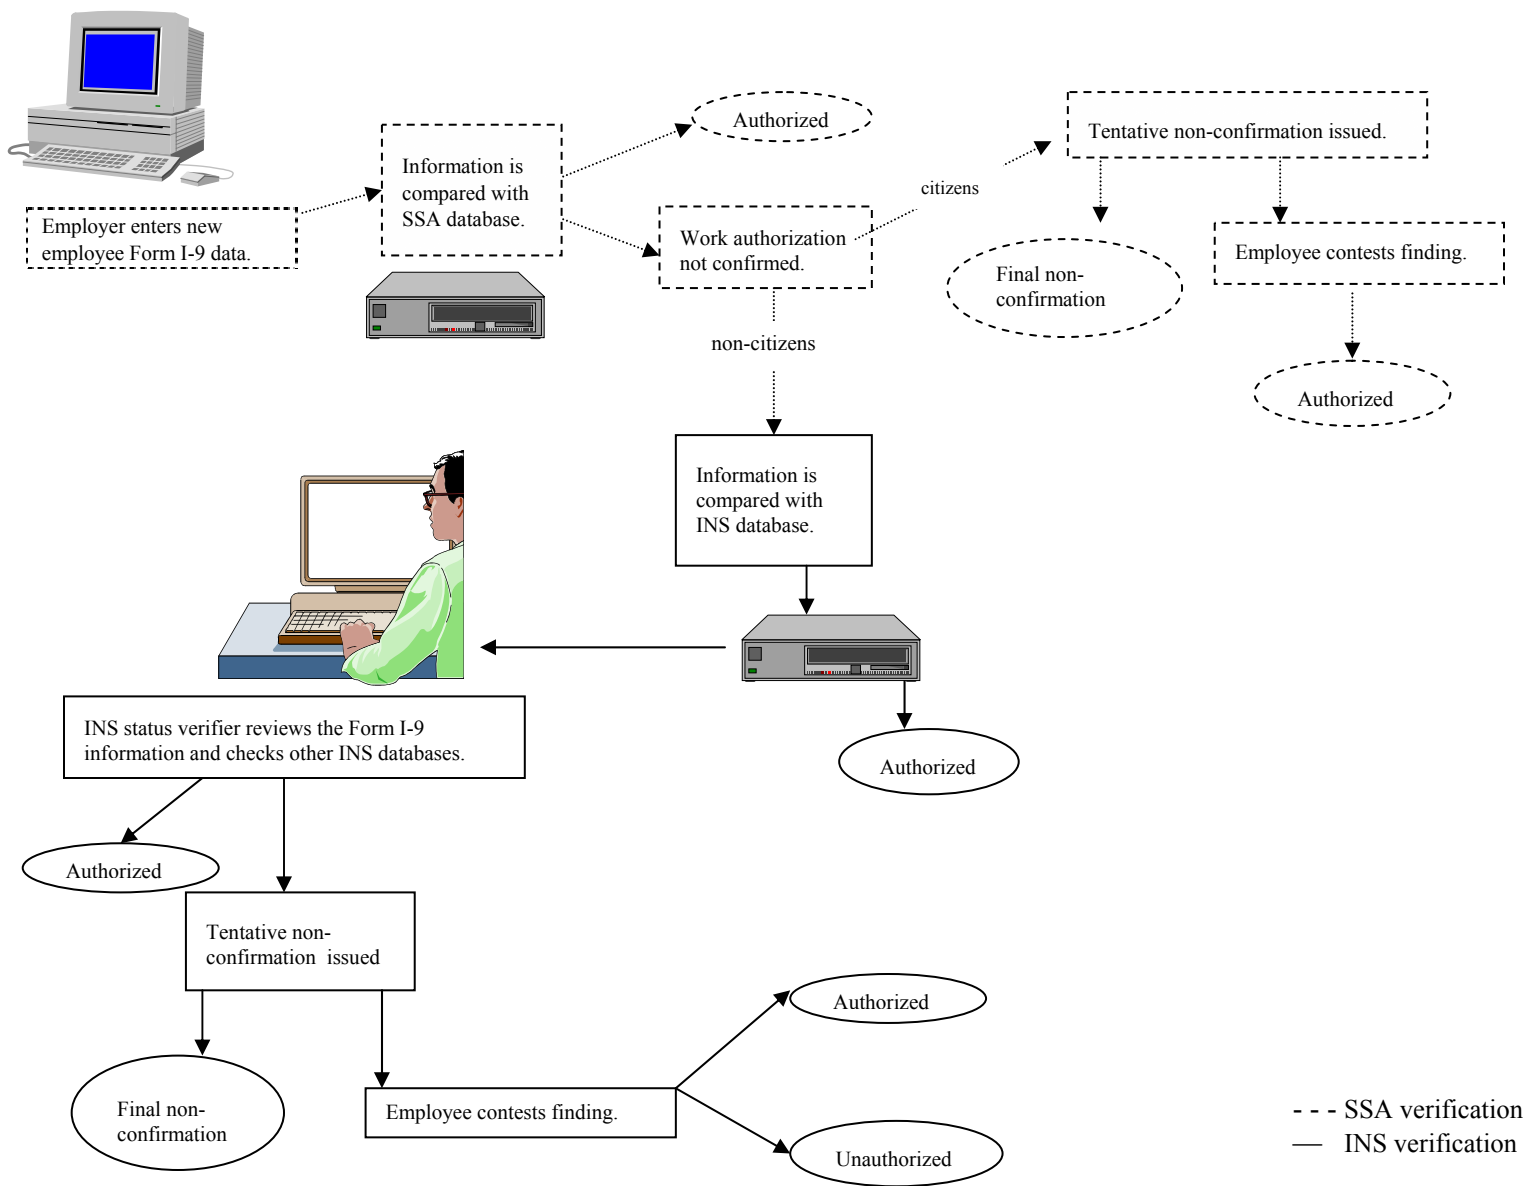 Employer enters new
employee Form I-9 data.
Information is
compared with
SSA database.
Authorized
Work authorization
not confirmed.
citizens
Tentative non-confirmation issued.
Final non-
confirmation
Employee contests finding.
Authorized
non-citizens
Information is
compared with
INS database.
Authorized
INS status verifier reviews the Form I-9
information and checks other INS databases.
Authorized
Tentative non-
confirmation issued
Final non-
confirmation
Employee contests finding.
Authorized
Unauthorized
SSA verification
INS verification